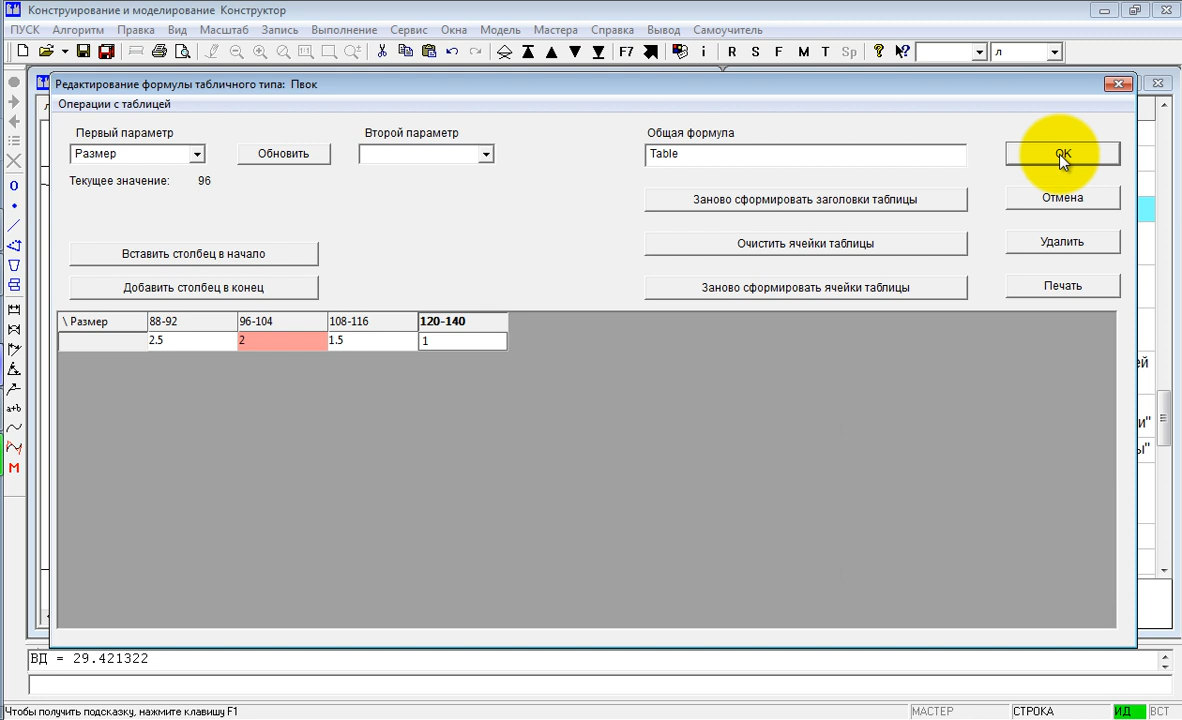 Конструирование и моделирование Конструктор
ПУСК Алгоритм Правка Вид Масштаб Запись Выполнение Сервис Окна Модель Мастера Справка Вывод Самоучитель
F7 i R S F M T Sp ? л
Редактирование формулы табличного типа: Пвок
Операции с таблицей
Первый параметр Второй параметр Общая формула
Размер Обновить Table OK
Текущее значение: 96
Заново сформировать заголовки таблицы Отмена
Очистить ячейки таблицы Удалить
Вставить столбец в начало
Добавить столбец в конец Заново сформировать ячейки таблицы Печать
\ Размер 88-92 96-104 108-116 120-140
2.5 2 1.5 1
a+b
M
ей
и"
ы"
ВД = 29.421322
Чтобы получить подсказку, нажмите клавишу F1 МАСТЕР СТРОКА ИД ВСТ